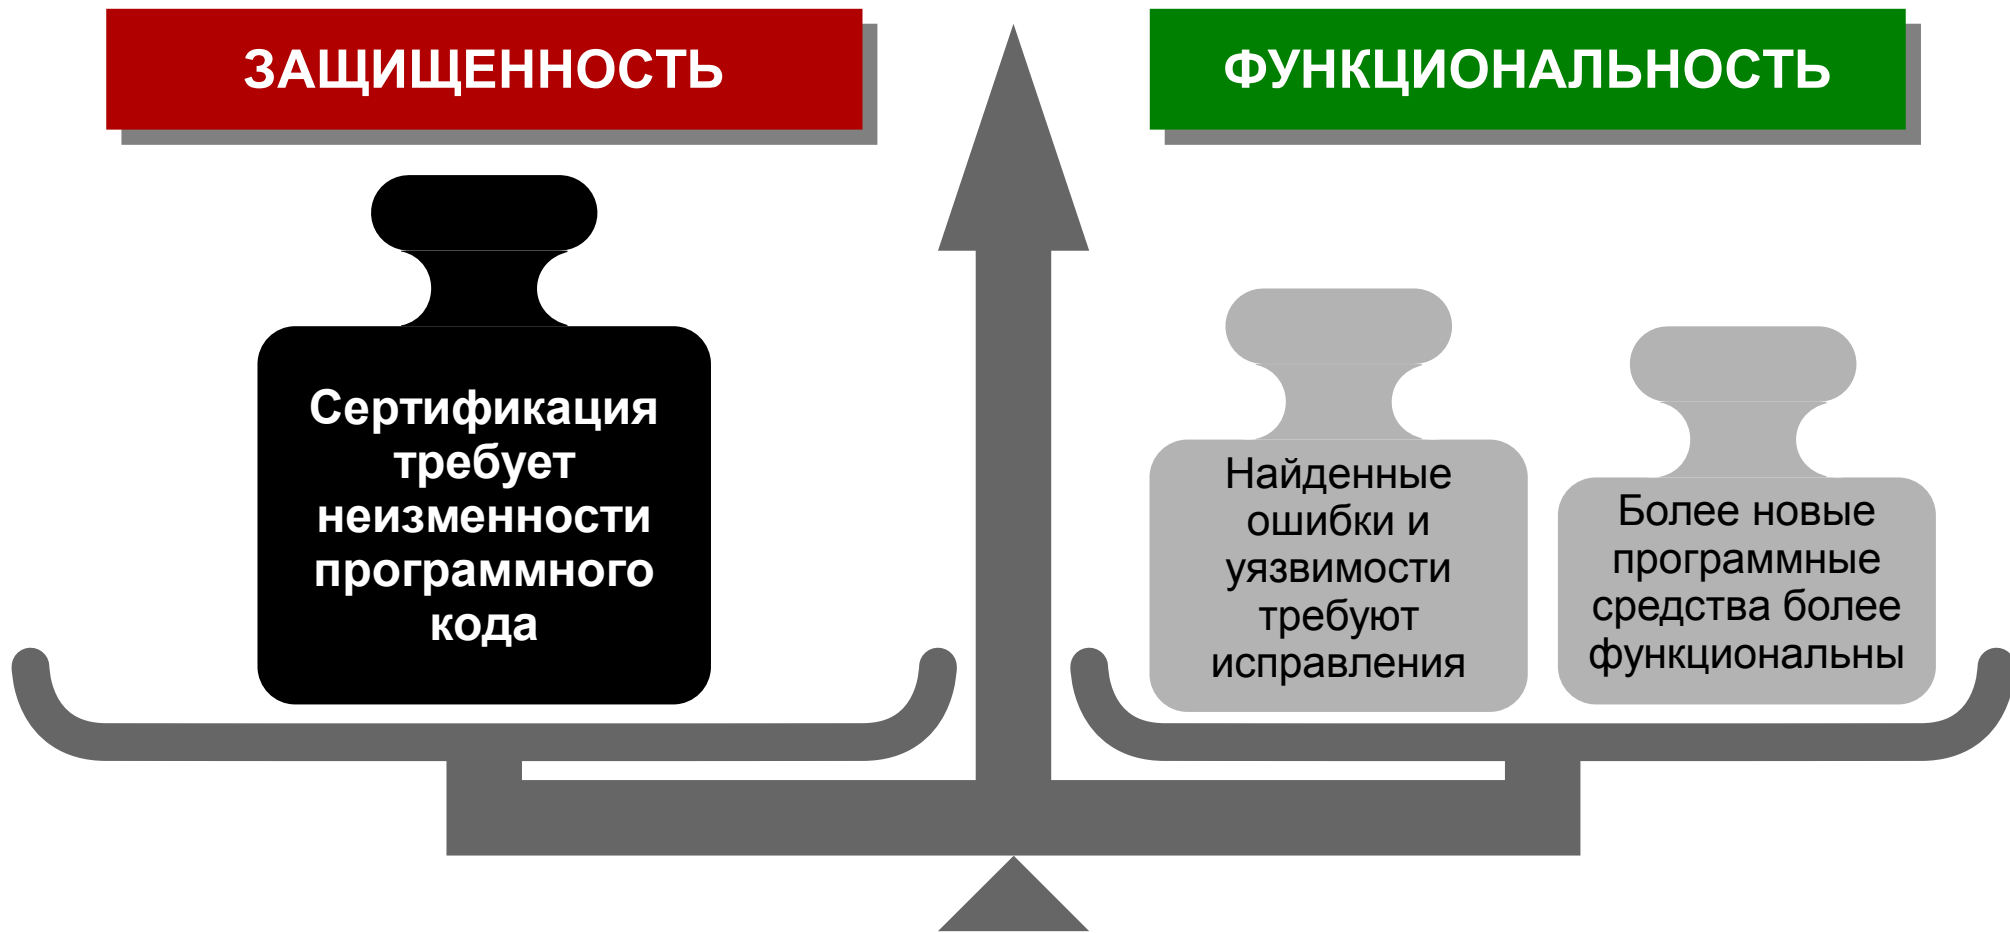 ЗАЩИЩЕННОСТЬ
ФУНКЦИОНАЛЬНОСТЬ
Сертификация
требует
неизменности
программного
кода
Найденные
ошибки и
уязвимости
требуют
исправления
Более новые
программные
средства более
функциональны